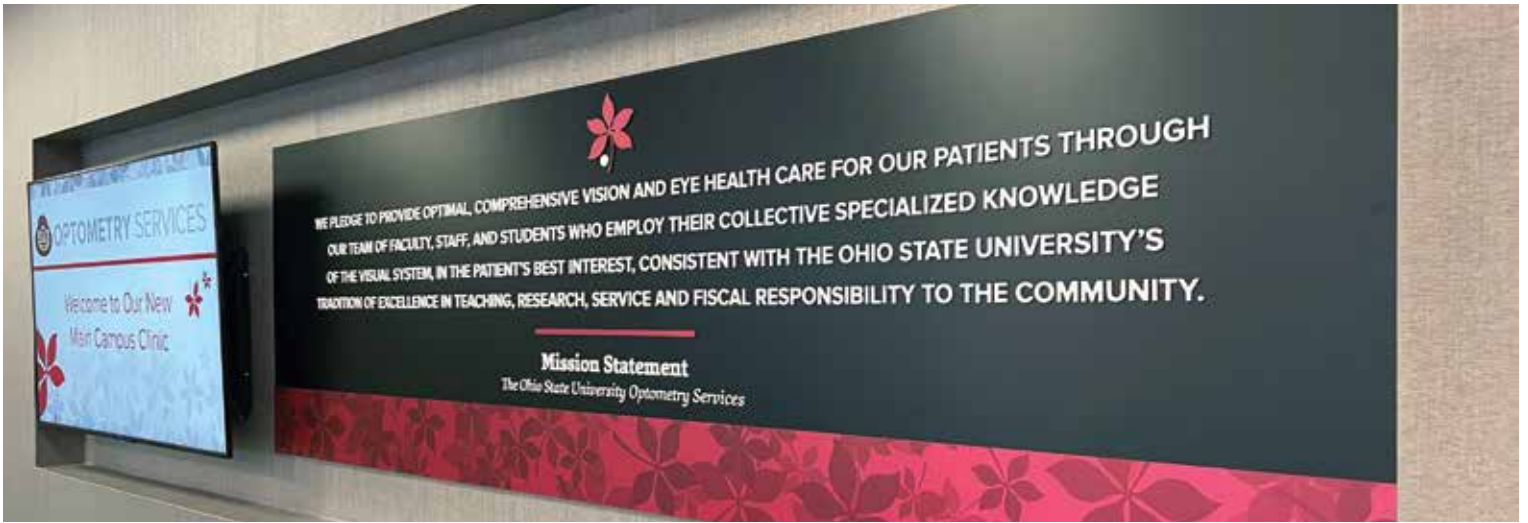 OPTOMETRY SERVICES
Welcome to Our New
Main Campus Clinic
WE PLEDGE TO PROVIDE OPTIMAL, COMPREHENSIVE VISION AND EYE HEALTH CARE FOR OUR PATIENTS THROUGH
OUR TEAM OF FACULTY, STAFF, AND STUDENTS WHO EMPLOY THEIR COLLECTIVE SPECIALIZED KNOWLEDGE
OF THE VISUAL SYSTEM, IN THE PATIENT'S BEST INTEREST, CONSISTENT WITH THE OHIO STATE UNIVERSITY'S
TRADITION OF EXCELLENCE IN TEACHING, RESEARCH, SERVICE AND FISCAL RESPONSIBILITY TO THE COMMUNITY.
Mission Statement
The Ohio State University Optometry Services